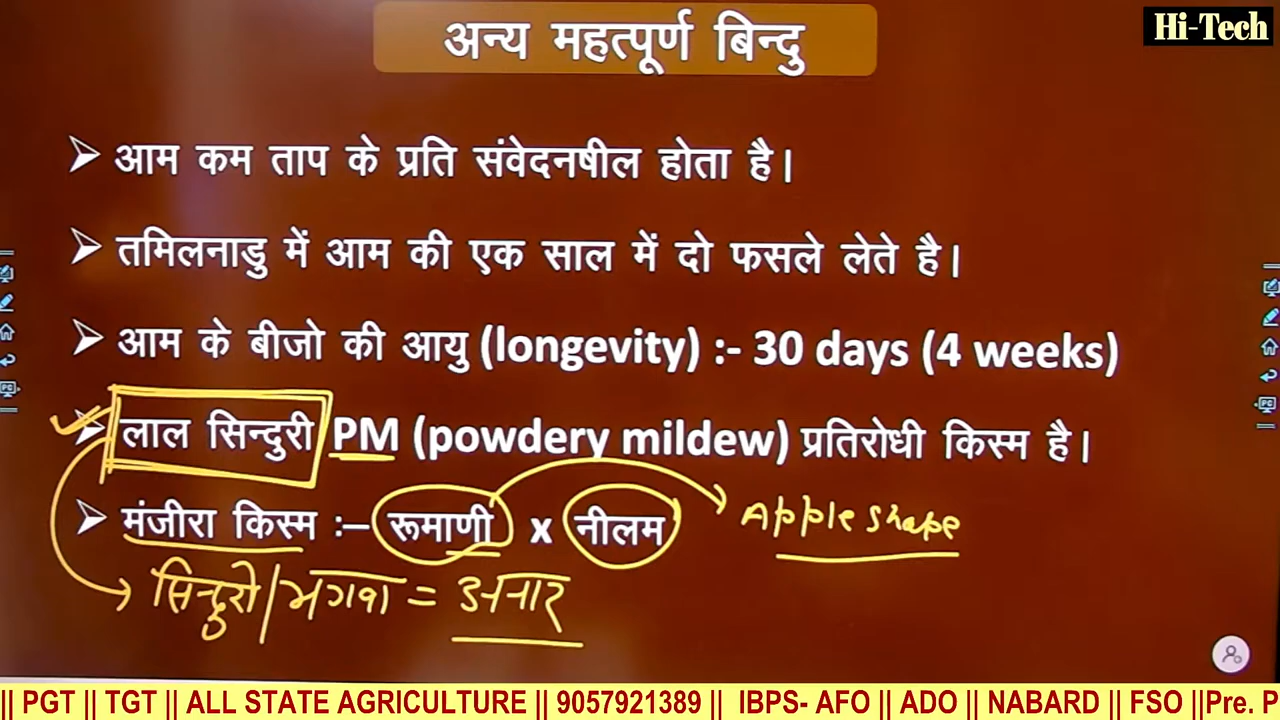 Hi-Tech
अन्य महत्पूर्ण बिन्दु
➢ आम कम ताप के प्रति संवेदनषील होता है।
➢ तमिलनाडु में आम की एक साल में दो फसले लेते है।
➢ आम के बीजो की आयु (longevity) :- 30 days (4 weeks)
➢ लाल सिन्दुरी PM (powdery mildew) प्रतिरोधी किस्म है।
➢ मंजीरा किस्म :– रूमाणी x नीलम → Apple shape
सिन्दुरी/भगवा = अनार
|| PGT || TGT || ALL STATE AGRICULTURE || 9057921389 || IBPS- AFO || ADO || NABARD || FSO ||Pre. P